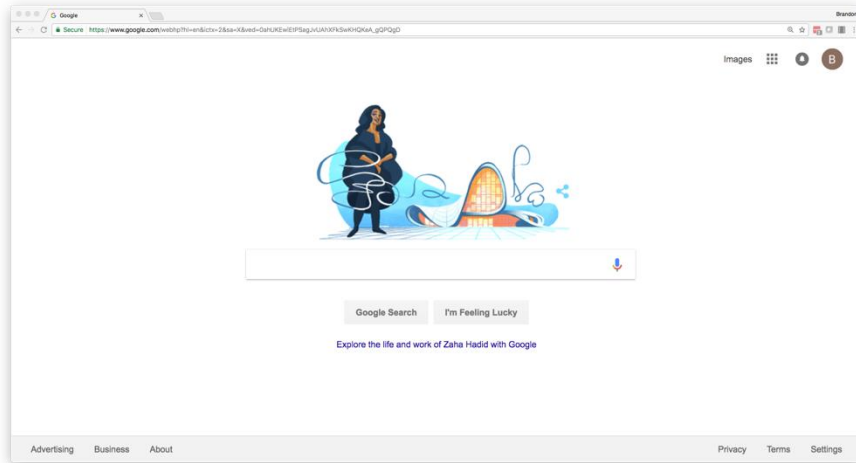 Google
Brandon
Secure
Images
B
Google Search
I'm Feeling Lucky
Explore the life and work of Zaha Hadid with Google
Advertising Business About
Privacy Terms Settings